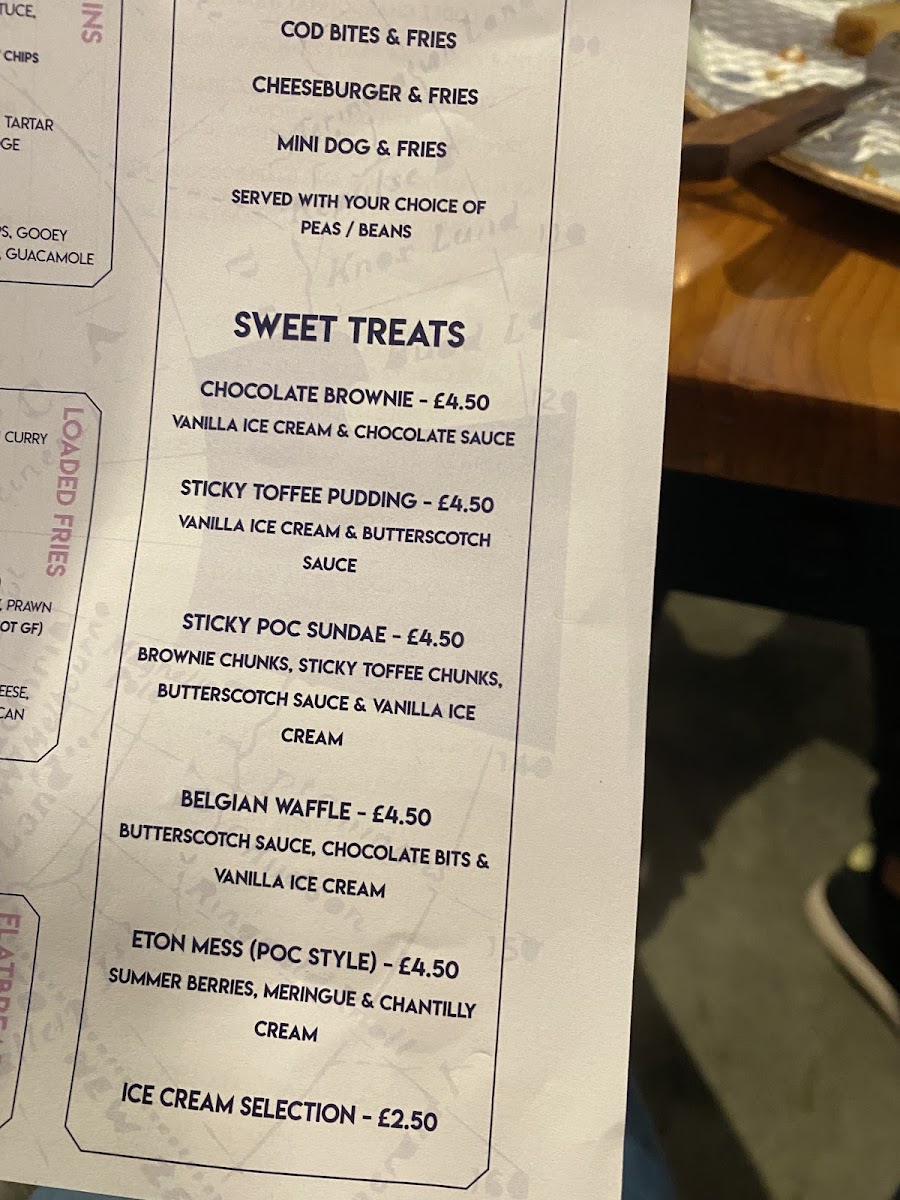 TUCE,
CHIPS
TARTAR
GE
PS, GOOEY
, GUACAMOLE
INS
CURRY
LOADED FRIES
, PRAWN
OT GF)
EESE,
CAN
COD BITES & FRIES
CHEESEBURGER & FRIES
MINI DOG & FRIES
SERVED WITH YOUR CHOICE OF
PEAS / BEANS
SWEET TREATS
CHOCOLATE BROWNIE - £4.50
VANILLA ICE CREAM & CHOCOLATE SAUCE
STICKY TOFFEE PUDDING - £4.50
VANILLA ICE CREAM & BUTTERSCOTCH
SAUCE
STICKY POC SUNDAE - £4.50
BROWNIE CHUNKS, STICKY TOFFEE CHUNKS,
BUTTERSCOTCH SAUCE & VANILLA ICE
CREAM
BELGIAN WAFFLE - £4.50
BUTTERSCOTCH SAUCE, CHOCOLATE BITS &
VANILLA ICE CREAM
ETON MESS (POC STYLE) - £4.50
SUMMER BERRIES, MERINGUE & CHANTILLY
CREAM
ICE CREAM SELECTION - £2.50
Knox Land